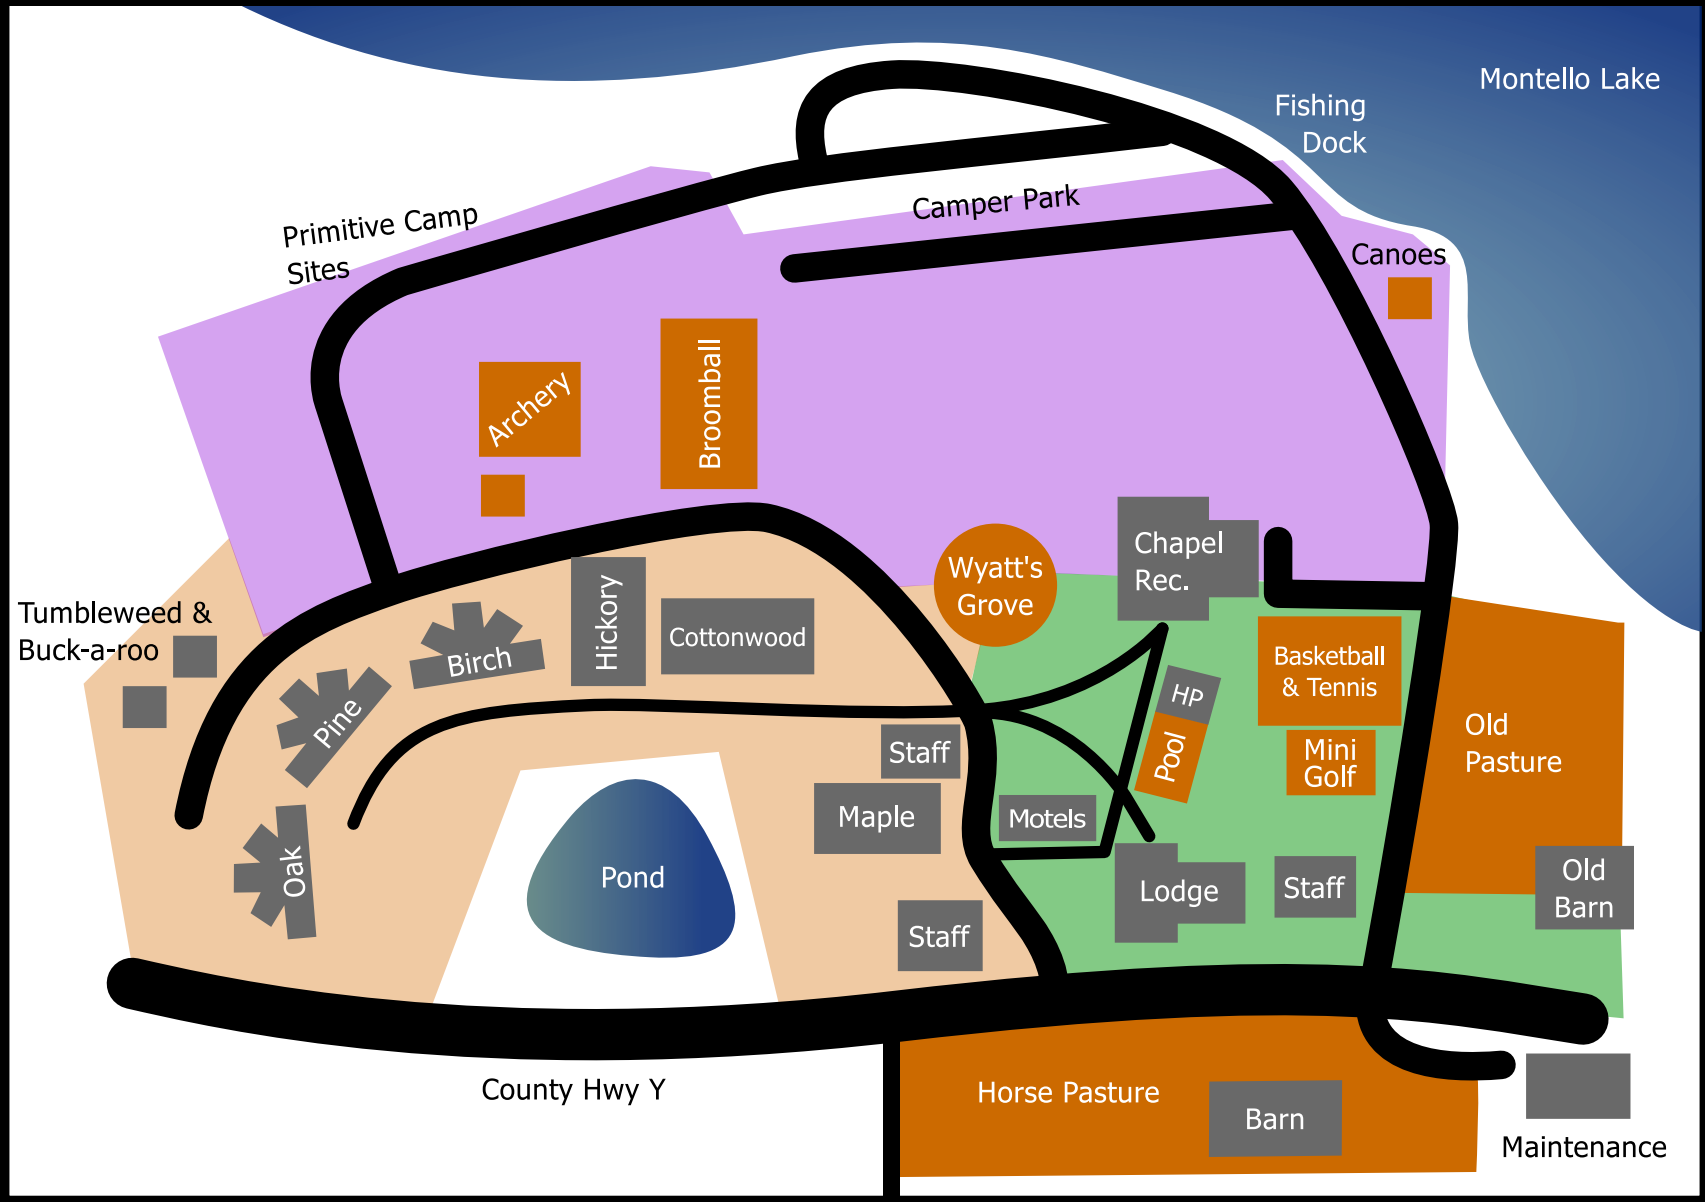 Montello Lake
Fishing
Dock
Camper Park
Primitive Camp
Sites
Canoes
Archery
Broomball
Chapel
Rec.
Wyatt's
Grove
Tumbleweed &
Buck-a-roo
Hickory
Cottonwood
Birch
Pine
Basketball
& Tennis
HP
Pool
Mini
Golf
Old
Pasture
Staff
Maple
Motels
Oak
Pond
Lodge
Staff
Old
Barn
Staff
County Hwy Y
Horse Pasture
Barn
Maintenance